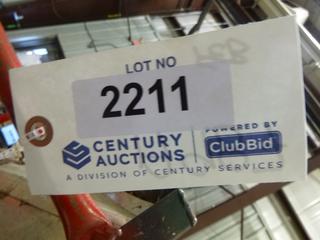 LOT NO
2211
CENTURY
AUCTIONS
POWERED BY
ClubBid
A DIVISION OF CENTURY SERVICES